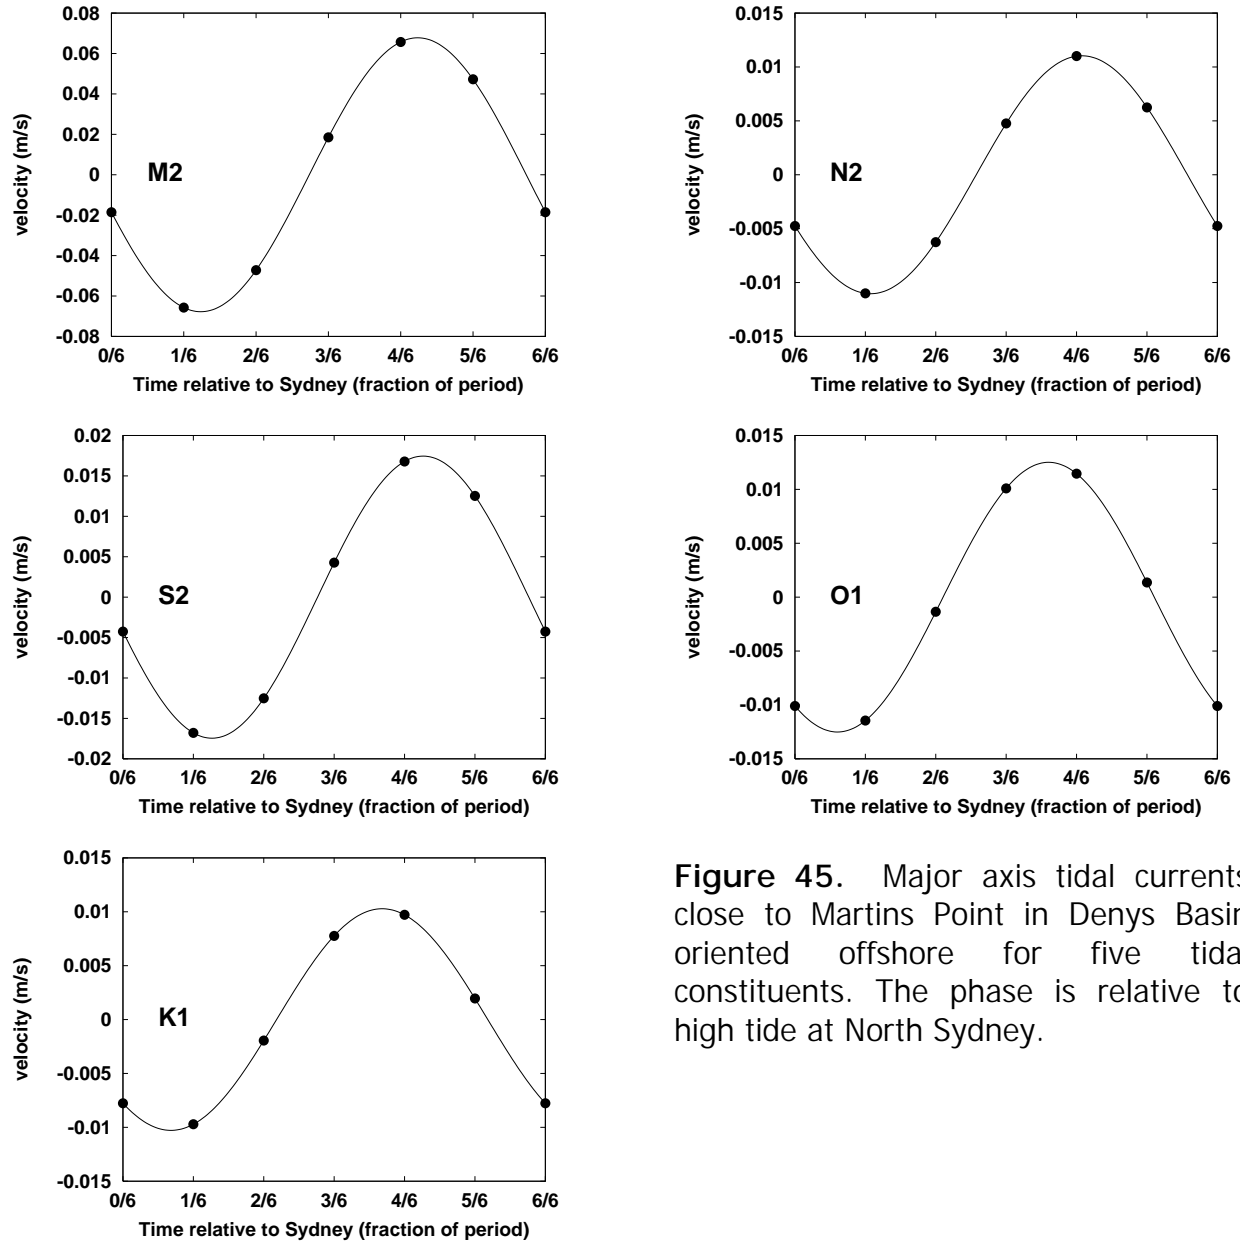 0.08
0.06
0.04
0.02
0
-0.02
-0.04
-0.06
-0.08
velocity (m/s)
M2
0/6 1/6 2/6 3/6 4/6 5/6 6/6
Time relative to Sydney (fraction of period)
0.015
0.01
0.005
0
-0.005
-0.01
-0.015
velocity (m/s)
N2
0/6 1/6 2/6 3/6 4/6 5/6 6/6
Time relative to Sydney (fraction of period)
0.02
0.015
0.01
0.005
0
-0.005
-0.01
-0.015
-0.02
velocity (m/s)
S2
0/6 1/6 2/6 3/6 4/6 5/6 6/6
Time relative to Sydney (fraction of period)
0.015
0.01
0.005
0
-0.005
-0.01
-0.015
velocity (m/s)
O1
0/6 1/6 2/6 3/6 4/6 5/6 6/6
Time relative to Sydney (fraction of period)
0.015
0.01
0.005
0
-0.005
-0.01
-0.015
velocity (m/s)
K1
0/6 1/6 2/6 3/6 4/6 5/6 6/6
Time relative to Sydney (fraction of period)
Figure 45. Major axis tidal currents
close to Martins Point in Denys Basin
oriented offshore for five tida
constituents. The phase is relative to
high tide at North Sydney.